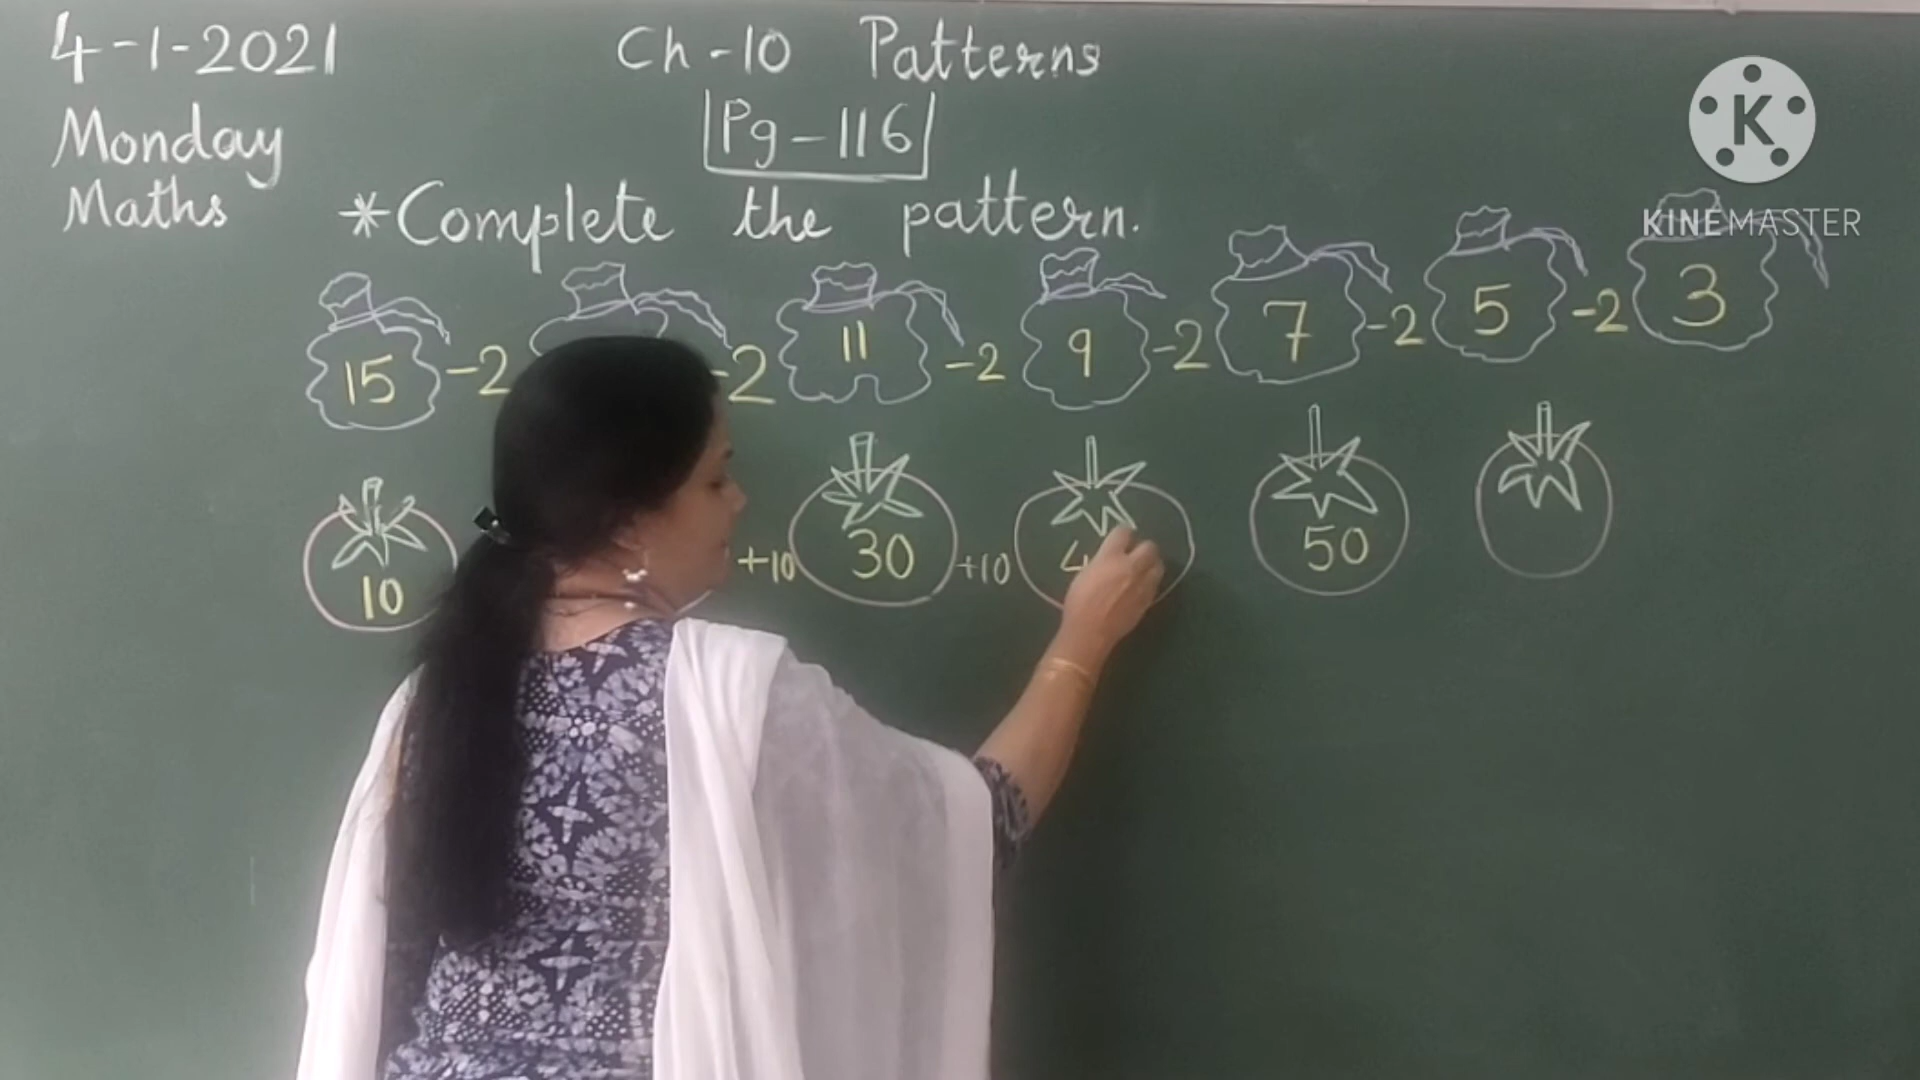 4-1-2021 Ch-10 Patterns
Monday Pg-116
Maths *Complete the pattern.
KINEMASTER
15 -2 -2 11 -2 9 -2 7 -2 5 -2 3
10 +10 30 +10 4 50